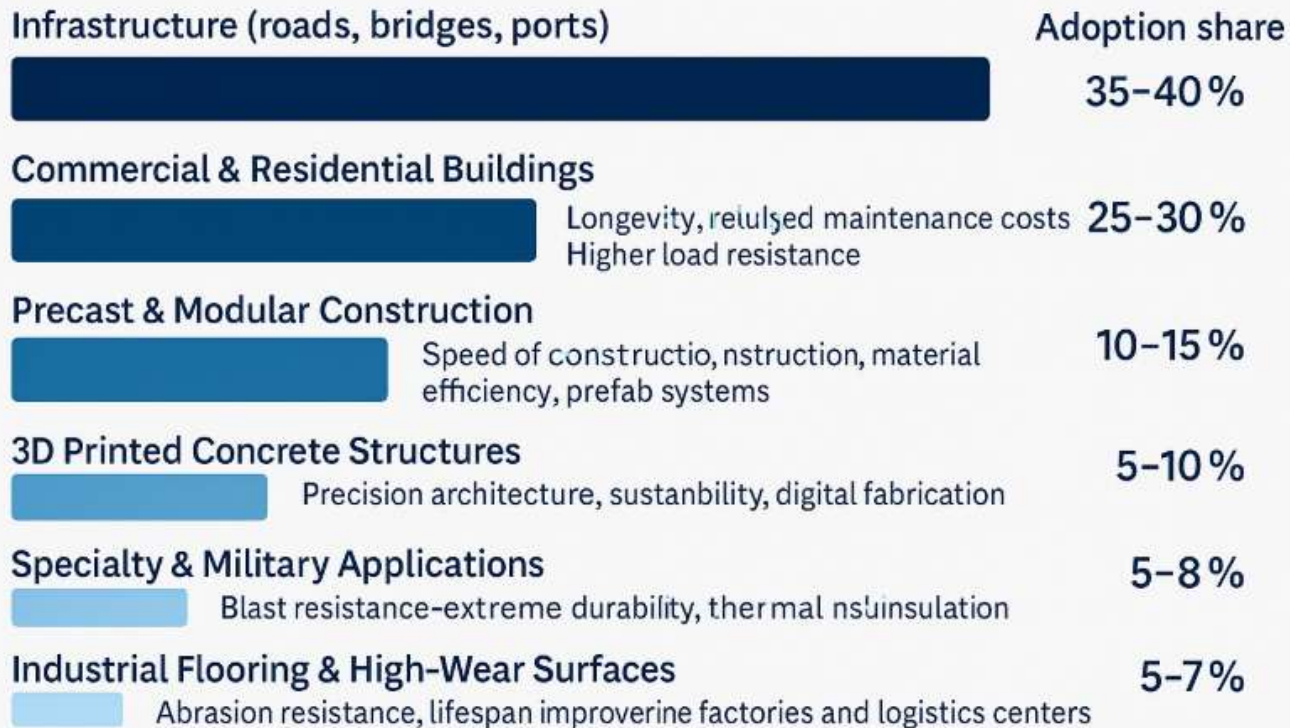 Infrastructure (roads, bridges, ports)
Adoption share
35–40%
Commercial & Residential Buildings
Longevity, relulsed maintenance costs
25–30%
Higher load resistance
Precast & Modular Construction
Speed of constructio, nstruction, material
10–15%
efficiency, prefab systems
3D Printed Concrete Structures
5–10%
Precision architecture, sustanbility, digital fabrication
Specialty & Military Applications
5–8%
Blast resistance-extreme durability, thermal
Industrial Flooring & High-Wear Surfaces
5–7%
Abrasion resistance, lifespan improverine factories and logistics centers